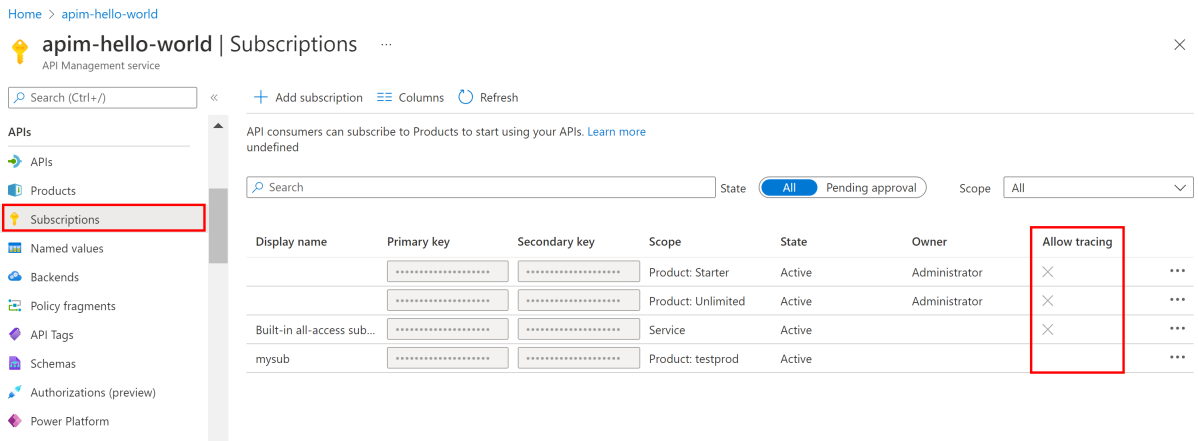 Home > apim-hello-world
apim-hello-world | Subscriptions ...
API Management service
Search (Ctrl+/) «
Add subscription Columns Refresh
API consumers can subscribe to Products to start using your APIs. Learn more
undefined
Search State All Pending approval Scope All
APIs
APIs
Products
Subscriptions
Named values
Backends
Policy fragments
API Tags
Schemas
Authorizations (preview)
Power Platform
Display name Primary key Secondary key Scope State Owner Allow tracing
•••••••••••••••••••• •••••••••••••••••••• Product: Starter Active Administrator ✕ •••
•••••••••••••••••••• •••••••••••••••••••• Product: Unlimited Active Administrator ✕ •••
Built-in all-access sub... •••••••••••••••••••• •••••••••••••••••••• Service Active ✕ •••
mysub •••••••••••••••••••• •••••••••••••••••••• Product: testprod Active •••